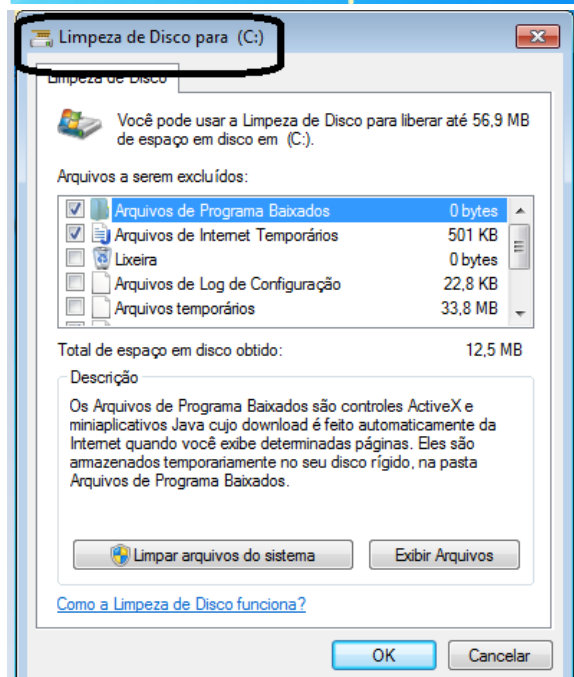 Limpeza de Disco para (C:)
Limpeza de Disco
Você pode usar a Limpeza de Disco para liberar até 56,9 MB
de espaço em disco em (C:).
Arquivos a serem excluídos:
Arquivos de Programa Baixados 0 bytes
Arquivos de Internet Temporários 501 KB
Lixeira 0 bytes
Arquivos de Log de Configuração 22,8 KB
Arquivos temporários 33,8 MB
Total de espaço em disco obtido: 12,5 MB
Descrição
Os Arquivos de Programa Baixados são controles ActiveX e
miniaplicativos Java cujo download é feito automaticamente da
Internet quando você exibe determinadas páginas. Eles são
armazenados temporariamente no seu disco rígido, na pasta
Arquivos de Programa Baixados.
Limpar arquivos do sistema Exibir Arquivos
Como a Limpeza de Disco funciona?
OK Cancelar